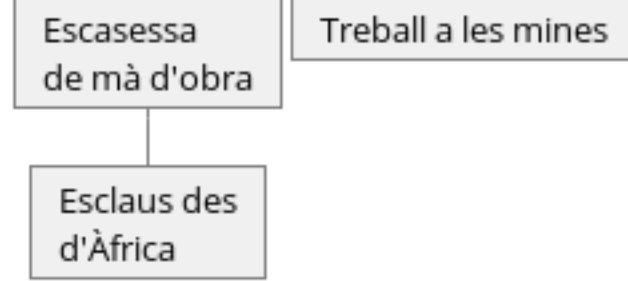 Escasessa
de mà d'obra
Treball a les mines
Esclaus des
d'Àfrica